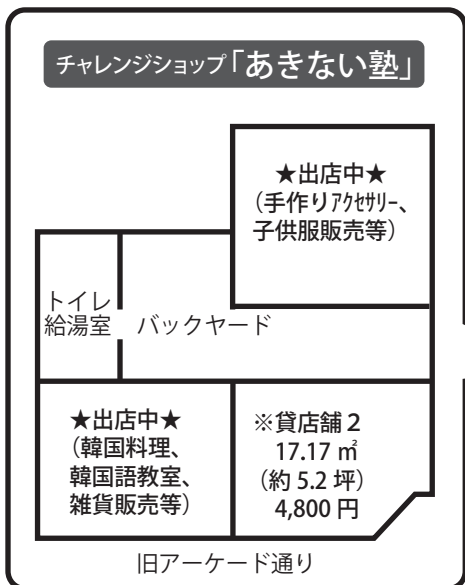 チャレンジショップ「あきない塾」
★出店中★
(手作りアクセサリー、
子供服販売等)
トイレ
給湯室
バックヤード
★出店中★
(韓国料理、
韓国語教室、
雑貨販売等)
※貸店舗2
17.17㎡
(約5.2坪)
4,800円
旧アーケード通り